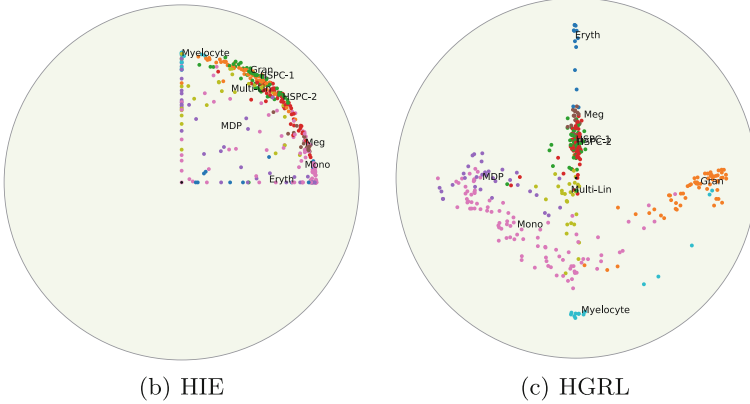 Myelocyte
Gran
HSPC-1
Multi-Lin
HSPC-2
MDP
Meg
Mono
Eryth
(b) HIE
Eryth
Meg
HSPC-1
HSPC-2
MDP
Gran
Multi-Lin
Mono
Myelocyte
(c) HGRL